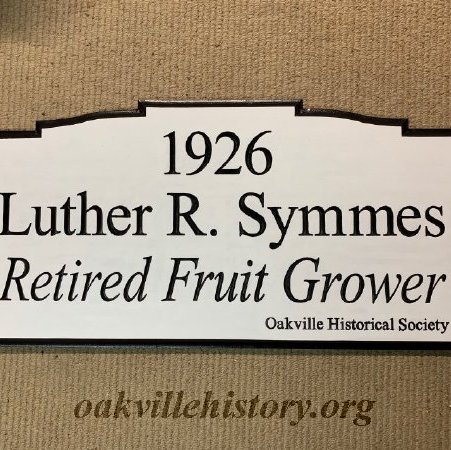 1926
Luther R. Symmes
Retired Fruit Grower
Oakville Historical Society
oakvillehistory.org